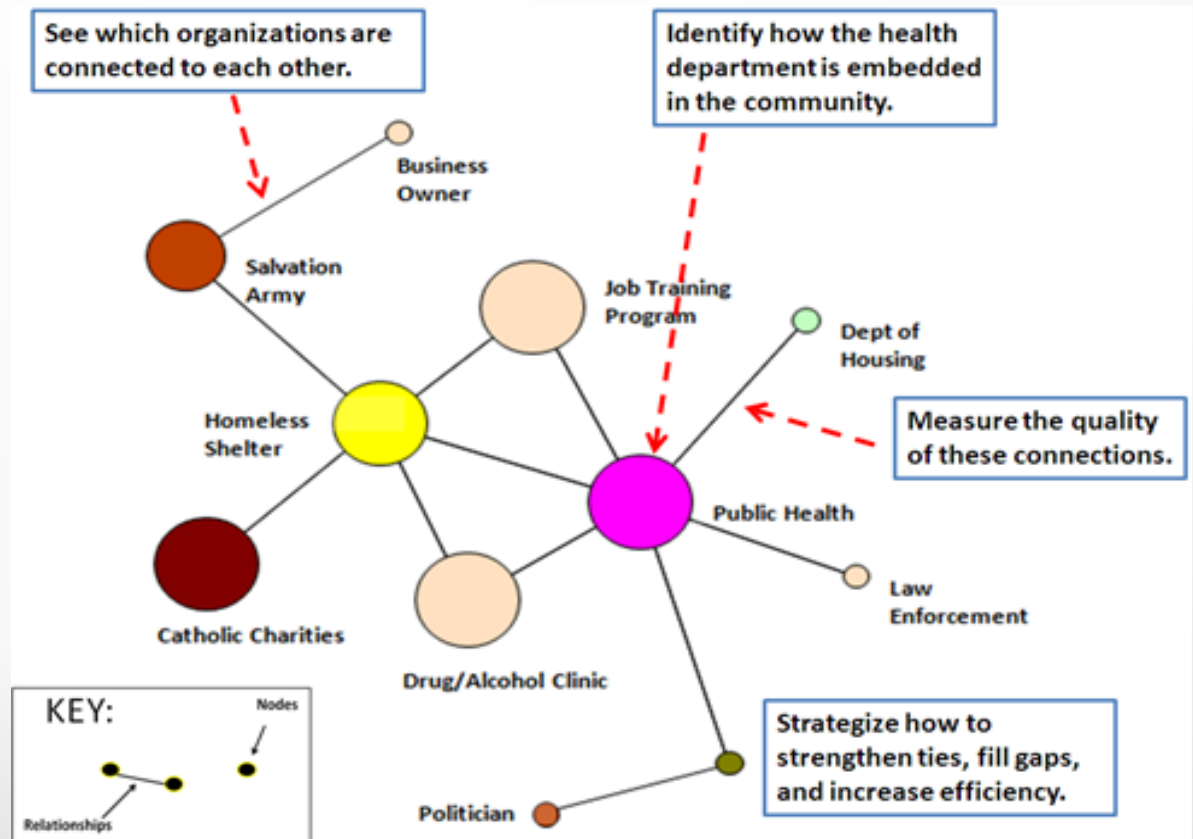 See which organizations are
connected to each other.
Identify how the health
department is embedded
in the community.
Business
Owner
Salvation
Army
Job Training
Program
Dept of
Housing
Homeless
Shelter
Measure the quality
of these connections.
Public Health
Law
Enforcement
Catholic Charities
Drug/Alcohol Clinic
KEY:
Nodes
Relationships
Strategize how to
strengthen ties, fill gaps,
and increase efficiency.
Politician